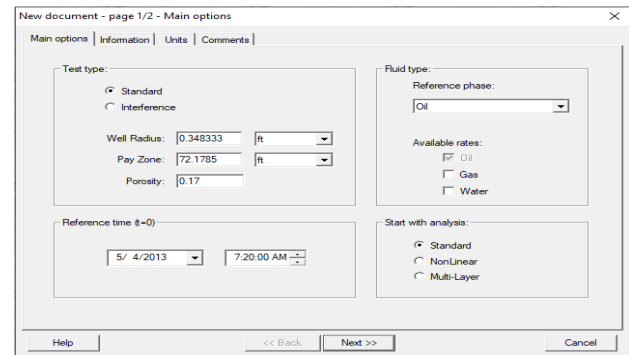 New document - page 1/2 - Main options
Main options Information Units Comments
Test type:
Standard
Interference
Well Radius: 0.348333 ft
Pay Zone: 72.1785 ft
Porosity: 0.17
Fluid type:
Reference phase:
Oil
Available rates:
Oil
Gas
Water
Reference time (t=0)
5/ 4/2013 7:20:00 AM
Start with analysis:
Standard
NonLinear
Multi-Layer
Help << Back Next >> Cancel